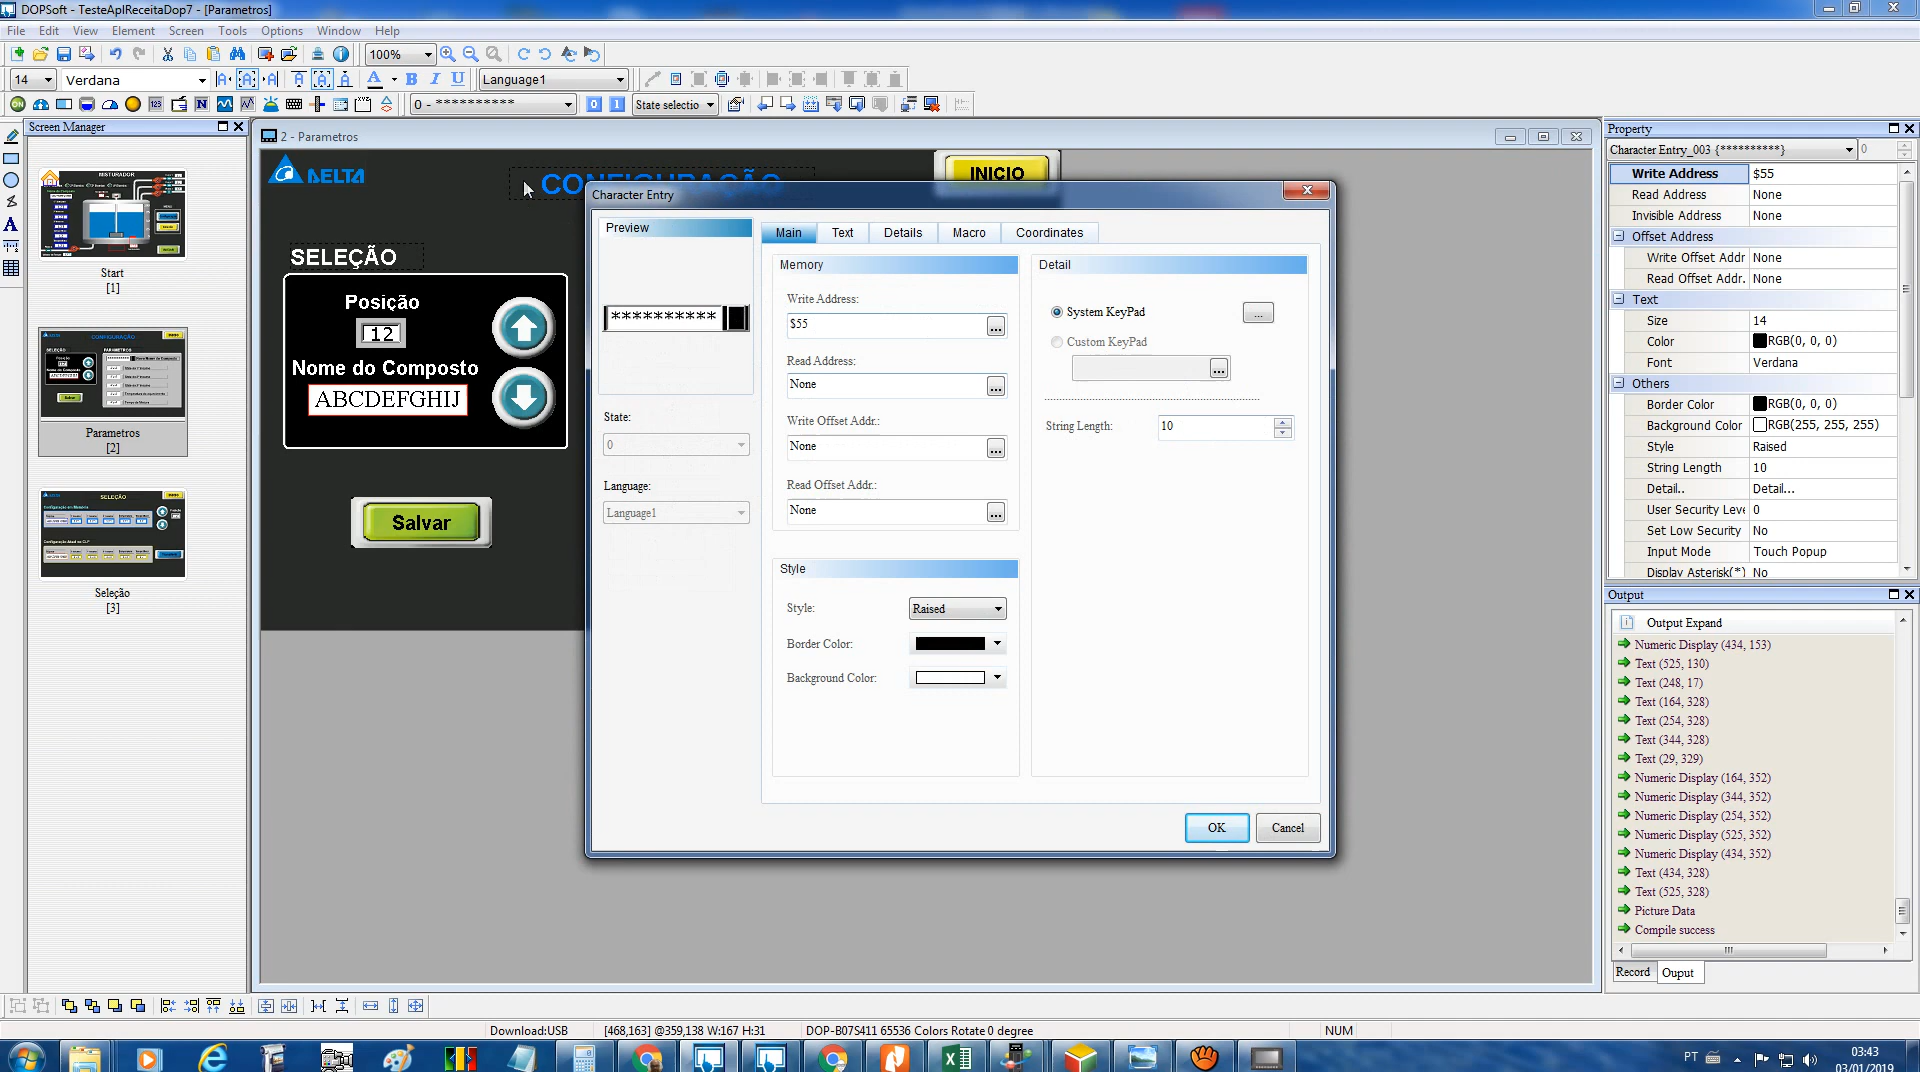 DOPSoft - TesteAplReceitaDop7 - [Parametros]
File Edit View Element Screen Tools Options Window Help
100%
14 Verdana Language1
0 - ********** State selectio
Screen Manager
MISTURADOR
Start
[1]
Parametros
[2]
SELEÇÃO
Seleção
[3]
2 - Parametros
DELTA
CONFIGURAÇÃO
INICIO
SELEÇÃO
Posição
12
Nome do Composto
ABCDEFGHIJ
Salvar
Character Entry
Preview
**********
State:
0
Language:
Language1
Main Text Details Macro Coordinates
Memory
Write Address:
$55
Read Address:
None
Write Offset Addr.:
None
Read Offset Addr.:
None
Style
Style: Raised
Border Color:
Background Color:
Detail
System KeyPad ...
Custom KeyPad
...
String Length: 10
OK Cancel
Property
Character Entry_003 {**********} 0
Write Address $55
Read Address None
Invisible Address None
Offset Address
Write Offset Addr None
Read Offset Addr. None
Text
Size 14
Color RGB(0, 0, 0)
Font Verdana
Others
Border Color RGB(0, 0, 0)
Background Color RGB(255, 255, 255)
Style Raised
String Length 10
Detail.. Detail...
User Security Leve 0
Set Low Security No
Input Mode Touch Popup
Display Asterisk(*) No
Output
Output Expand
Numeric Display (434, 153)
Text (525, 130)
Text (248, 17)
Text (164, 328)
Text (254, 328)
Text (344, 328)
Text (29, 329)
Numeric Display (164, 352)
Numeric Display (344, 352)
Numeric Display (254, 352)
Numeric Display (525, 352)
Numeric Display (434, 352)
Text (434, 328)
Text (525, 328)
Picture Data
Compile success
Record Ouput
Download:USB [468,163] @359,138 W:167 H:31 DOP-B07S411 65536 Colors Rotate 0 degree NUM
PT 03:43
03/01/2019